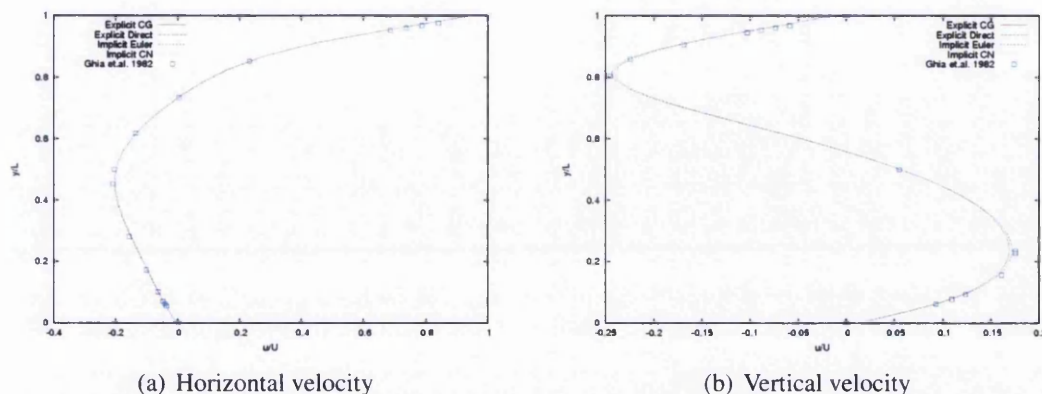 Explicit CG
Explicit Direct
Implicit Euler
Implicit CN
Ghia et.al. 1982
1
0.8
0.6
0.4
0.2
0
y/L
-0.4
-0.2
0
0.2
0.4
0.6
0.8
1
u/U
(a) Horizontal velocity
Explicit CG
Explicit Direct
Implicit Euler
Implicit CN
Ghia et.al. 1982
1
0.8
0.6
0.4
0.2
0
y/L
-0.25
-0.2
-0.15
-0.1
-0.05
0
0.05
0.1
0.15
0.2
u/U
(b) Vertical velocity